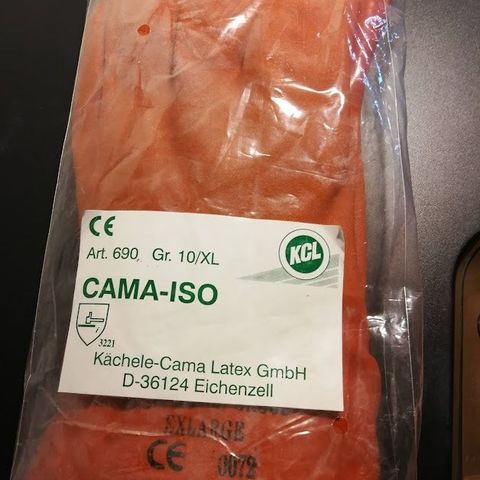 CE
KCL
Art. 690 Gr. 10/XL
CAMA-ISO
3221
Kächele-Cama Latex GmbH
D-36124 Eichenzell
EXLARGE
CE 0072